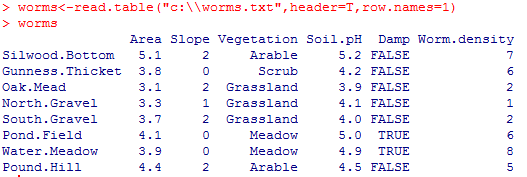 > worms<-read.table("c:\\worms.txt",header=T,row.names=1)
> worms
Area Slope Vegetation Soil.pH Damp Worm.density
Silwood.Bottom 5.1 2 Arable 5.2 FALSE 7
Gunness.Thicket 3.8 0 Scrub 4.2 FALSE 6
Oak.Mead 3.1 2 Grassland 3.9 FALSE 2
North.Gravel 3.3 1 Grassland 4.1 FALSE 1
South.Gravel 3.7 2 Grassland 4.0 FALSE 2
Pond.Field 4.1 0 Meadow 5.0 TRUE 6
Water.Meadow 3.9 0 Meadow 4.9 TRUE 8
Pound.Hill 4.4 2 Arable 4.5 FALSE 5